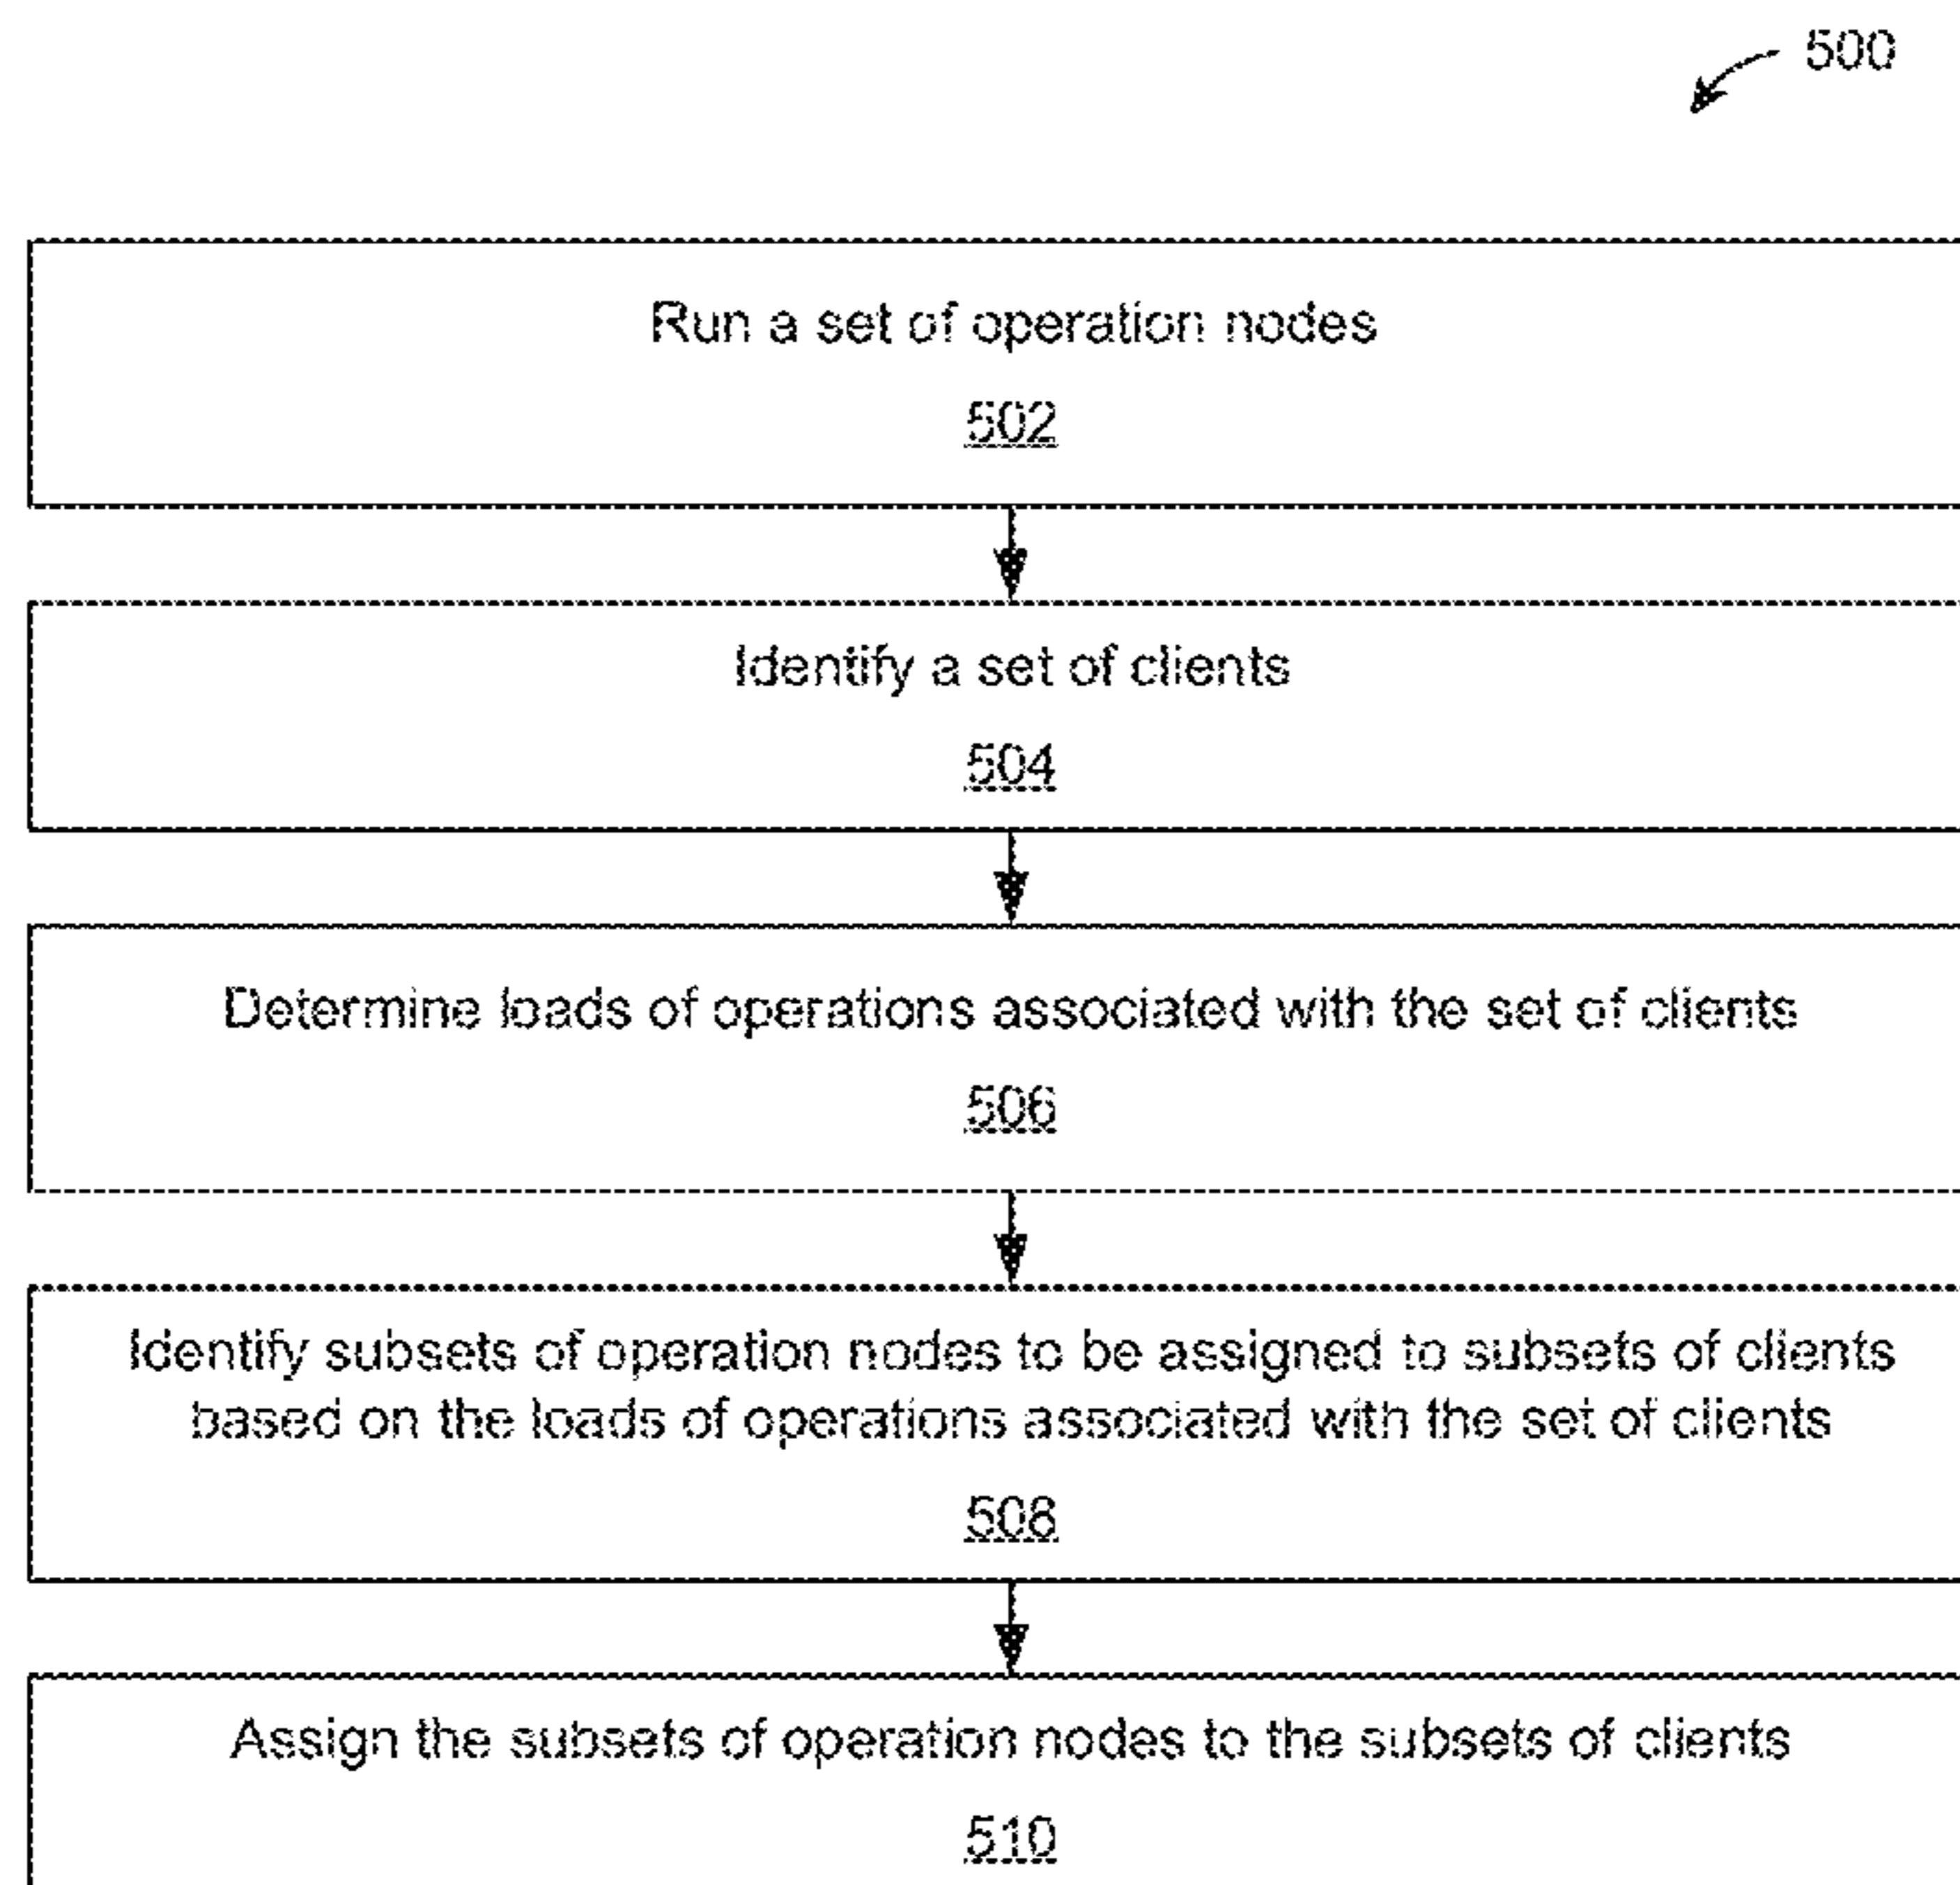 500
Run a set of operation nodes
502
Identify a set of clients
504
Determine loads of operations associated with the set of clients
506
Identify subsets of operation nodes to be assigned to subsets of clients
based on the loads of operations associated with the set of clients
508
Assign the subsets of operation nodes to the subsets of clients
510